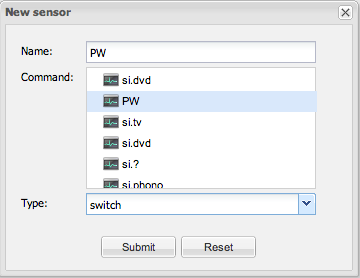 New sensor
Name: PW
Command: si.dvd
PW
si.tv
si.dvd
si.?
si.phono
Type: switch
Submit Reset